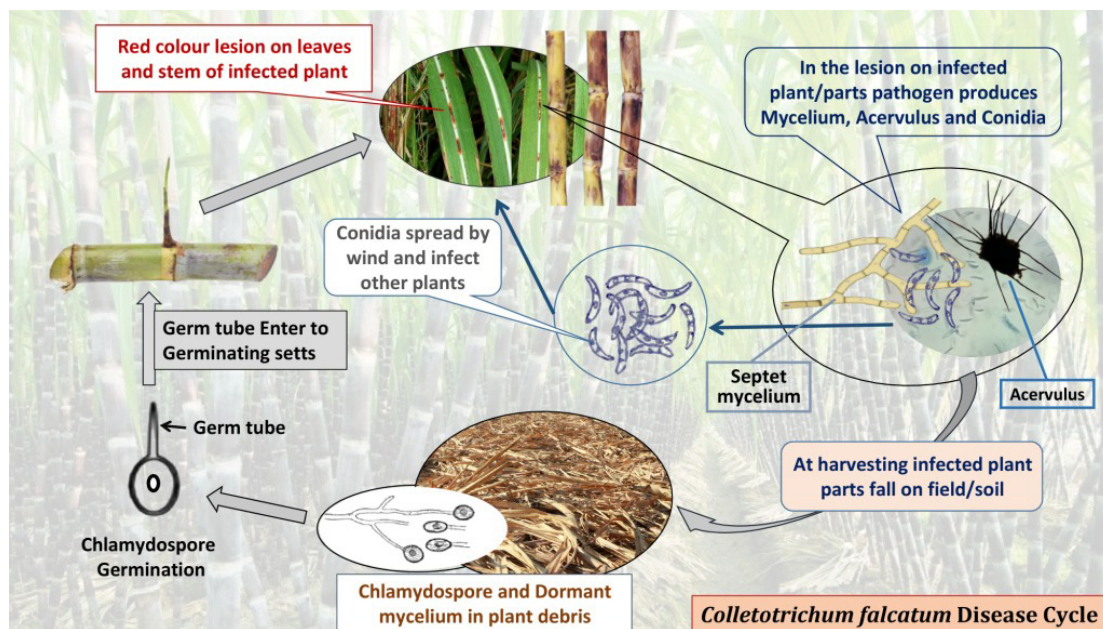 Red colour lesion on leaves
and stem of infected plant
In the lesion on infected
plant/parts pathogen produces
Mycelium, Acervulus and Conidia
Conidia spread by
wind and infect
other plants
Germ tube Enter to
Germinating setts
Septet
mycelium
Acervulus
Germ tube
At harvesting infected plant
parts fall on field/soil
Chlamydospore
Germination
Chlamydospore and Dormant
mycelium in plant debris
Colletotrichum falcatum Disease Cycle